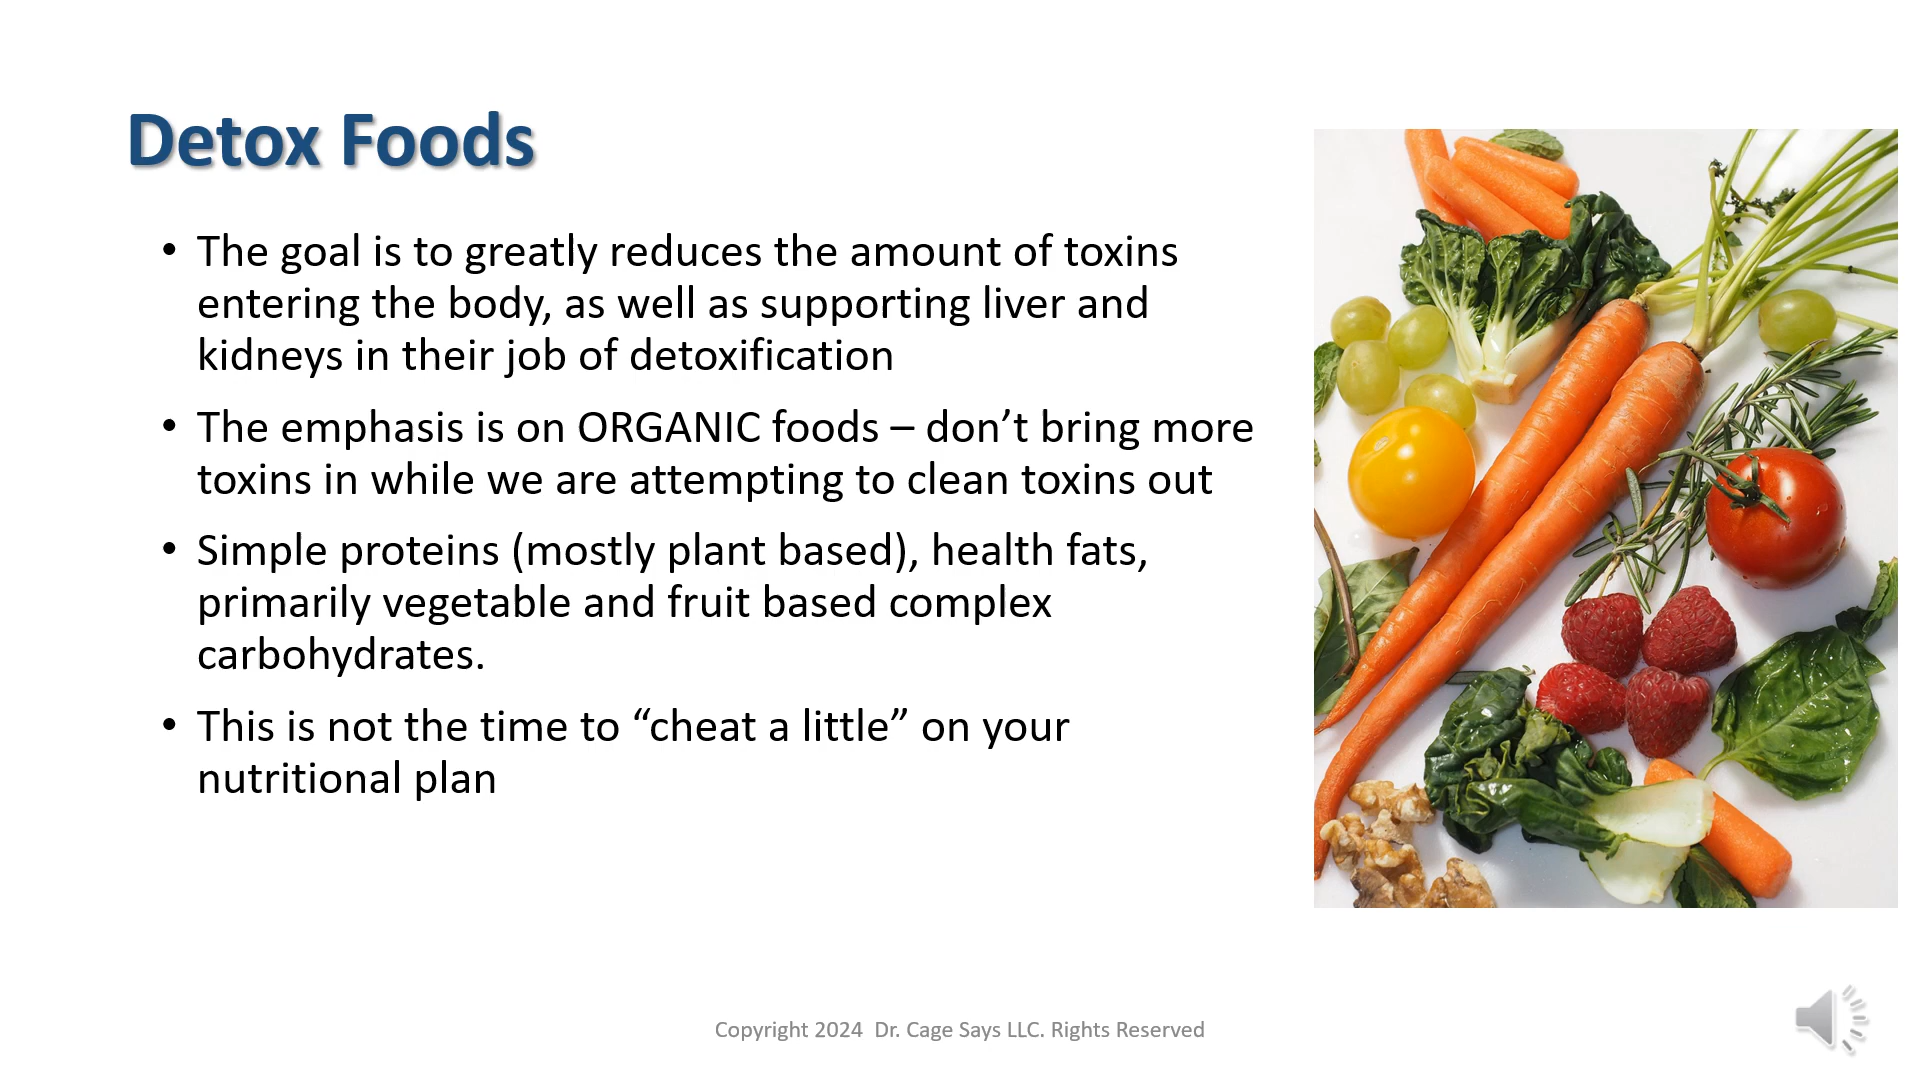 Detox Foods
• The goal is to greatly reduces the amount of toxins
entering the body, as well as supporting liver and
kidneys in their job of detoxification
• The emphasis is on ORGANIC foods – don’t bring more
toxins in while we are attempting to clean toxins out
• Simple proteins (mostly plant based), health fats,
primarily vegetable and fruit based complex
carbohydrates.
• This is not the time to “cheat a little” on your
nutritional plan
Copyright 2024  Dr. Cage Says LLC. Rights Reserved